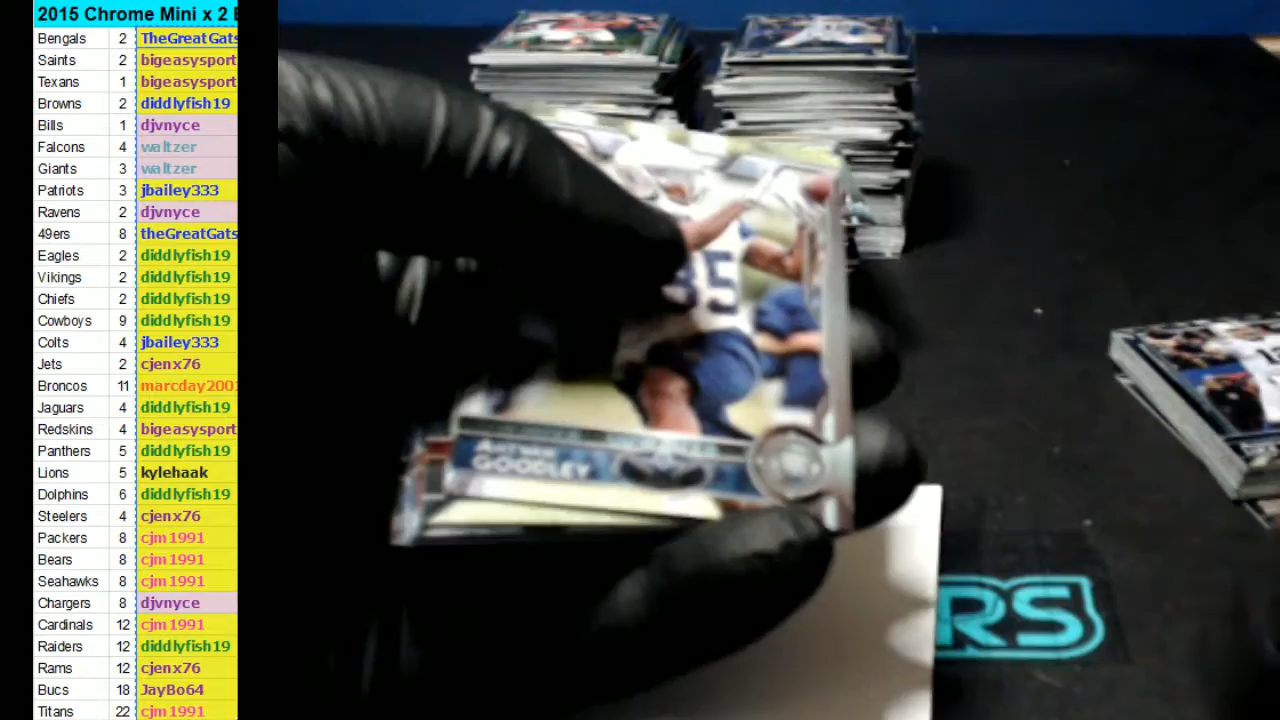 2015 Chrome Mini x 2
Bengals 2 TheGreatGats
Saints 2 bigeasysport
Texans 1 bigeasysport
Browns 2 diddlyfish19
Bills 1 djvnyce
Falcons 4 waltzer
Giants 3 waltzer
Patriots 3 jbailey333
Ravens 2 djvnyce
49ers 8 theGreatGats
Eagles 2 diddlyfish19
Vikings 2 diddlyfish19
Chiefs 2 diddlyfish19
Cowboys 9 diddlyfish19
Colts 4 jbailey333
Jets 2 cjenx76
Broncos 11 marcday200
Jaguars 4 diddlyfish19
Redskins 4 bigeasysport
Panthers 5 diddlyfish19
Lions 5 kylehaak
Dolphins 6 diddlyfish19
Steelers 4 cjenx76
Packers 8 cjm1991
Bears 8 cjm1991
Seahawks 8 cjm1991
Chargers 8 djvnyce
Cardinals 12 cjm1991
Raiders 12 diddlyfish19
Rams 12 cjenx76
Bucs 18 JayBo64
Titans 22 cjm1991
GOODLEY
RS